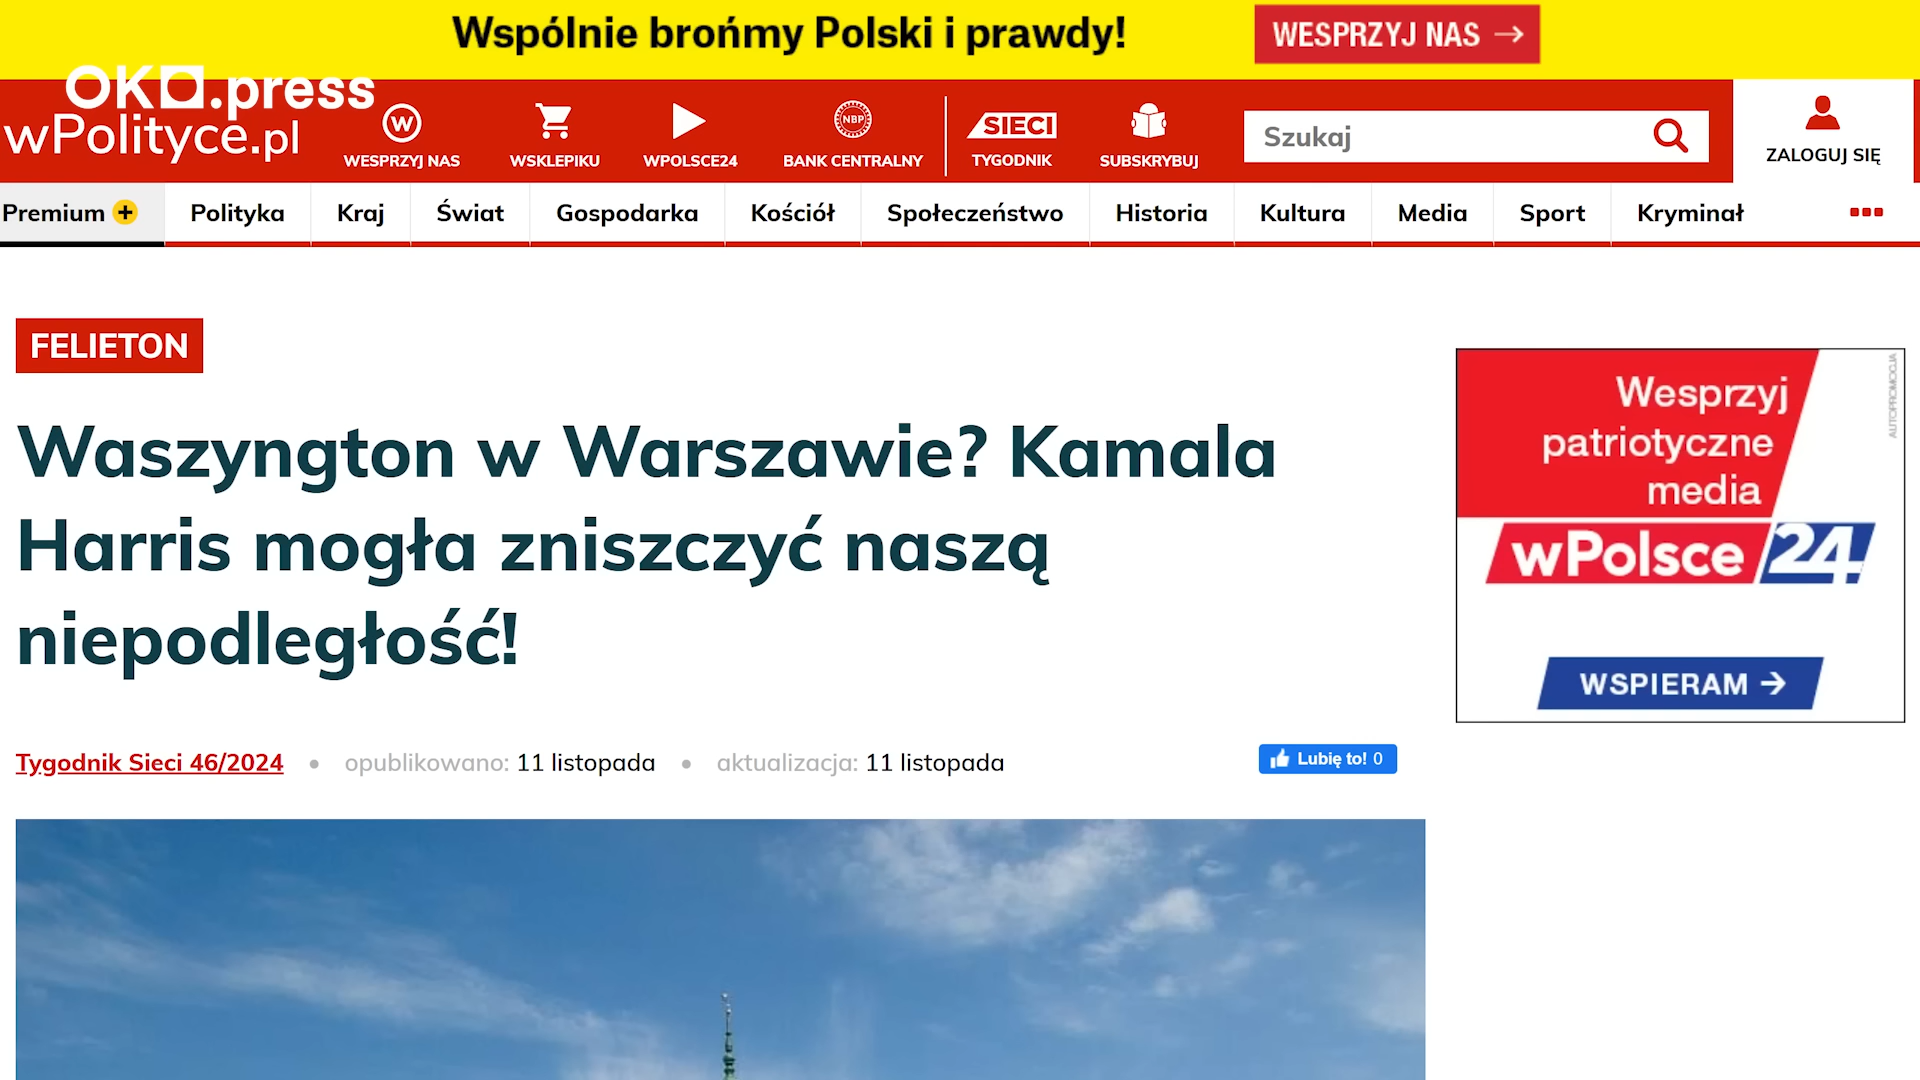 Wspólnie brońmy Polski i prawdy!
WESPRZYJ NAS →
OKO.press
wPolityce.pl
W
WESPRZYJ NAS
WSKLEPIKU
WPOLSCE24
NBP
BANK CENTRALNY
SIECI
TYGODNIK
SUBSKRYBUJ
Szukaj
ZALOGUJ SIĘ
Premium +
Polityka
Kraj
Świat
Gospodarka
Kościół
Społeczeństwo
Historia
Kultura
Media
Sport
Kryminał
FELIETON
Waszyngton w Warszawie? Kamala
Harris mogła zniszczyć naszą
niepodległość!
Tygodnik Sieci 46/2024 • opublikowano: 11 listopada • aktualizacja: 11 listopada
Lubię to! 0
AUTOPROMOCJA
Wesprzyj
patriotyczne
media
wPolsce24
WSPIERAM →